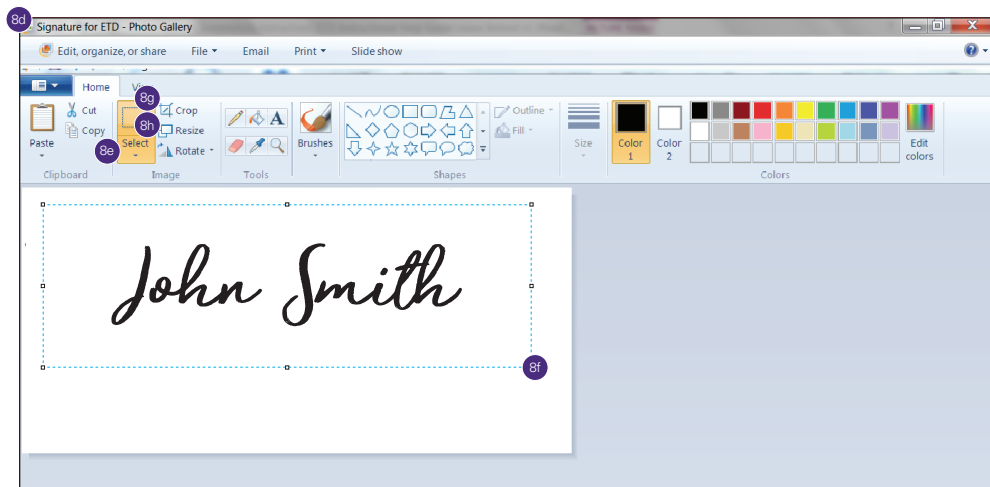 8d
Signature for ETD - Photo Gallery
Edit, organize, or share File Email Print Slide show
Home
8g
Cut Crop Outline
8h
Copy Resize Fill
Paste 8e Select Rotate Brushes Size Color 1 Color 2 Edit colors
Clipboard Image Tools Shapes Colors
John Smith
8f